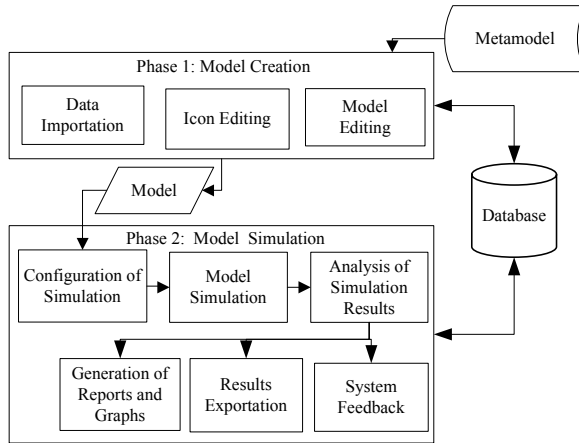 Metamodel
Phase 1: Model Creation
Data
Importation
Icon Editing
Model
Editing
Model
Database
Phase 2: Model Simulation
Configuration of
Simulation
Model
Simulation
Analysis of
Simulation
Results
Generation of
Reports and
Graphs
Results
Exportation
System
Feedback